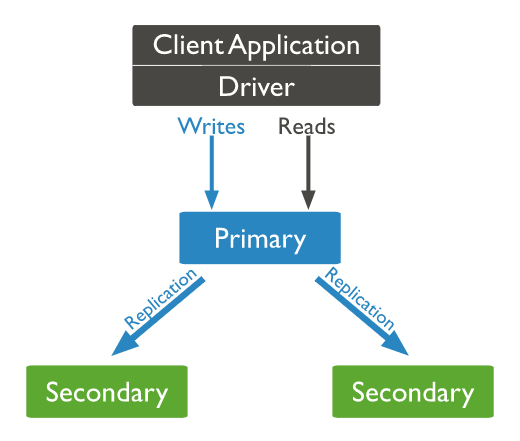 Client Application
Driver
Writes Reads
Primary
Replication Replication
Secondary Secondary